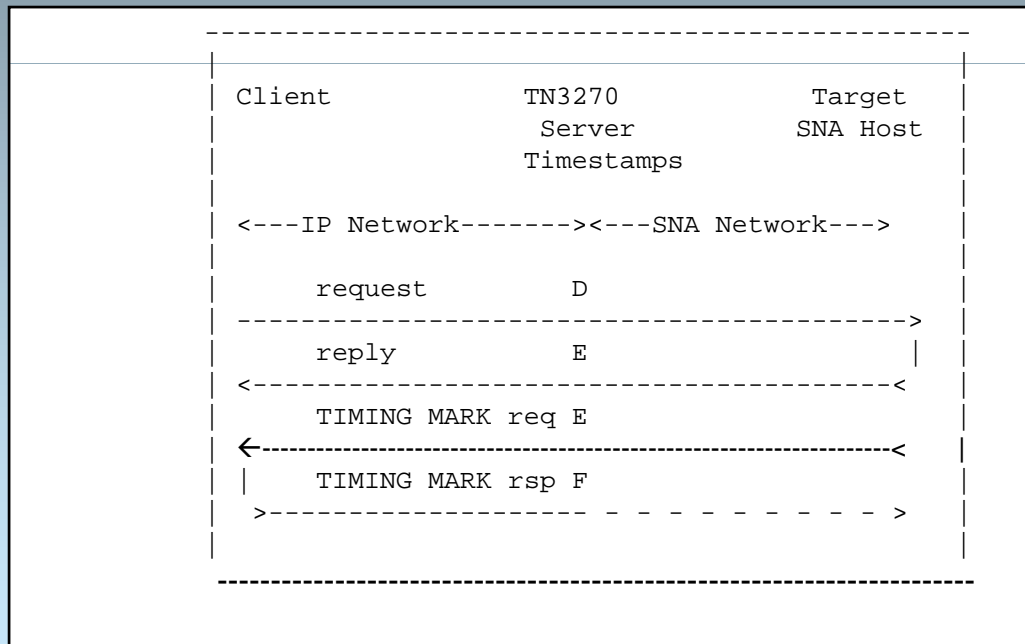 Client TN3270 Target
Server SNA Host
Timestamps
<---IP Network-------><---SNA Network--->
request D
------------------------------------------>
reply E |
<----------------------------------------<
TIMING MARK req E
←----------------------------------------<
| TIMING MARK rsp F
>-------------------- - - - - - - - - - >